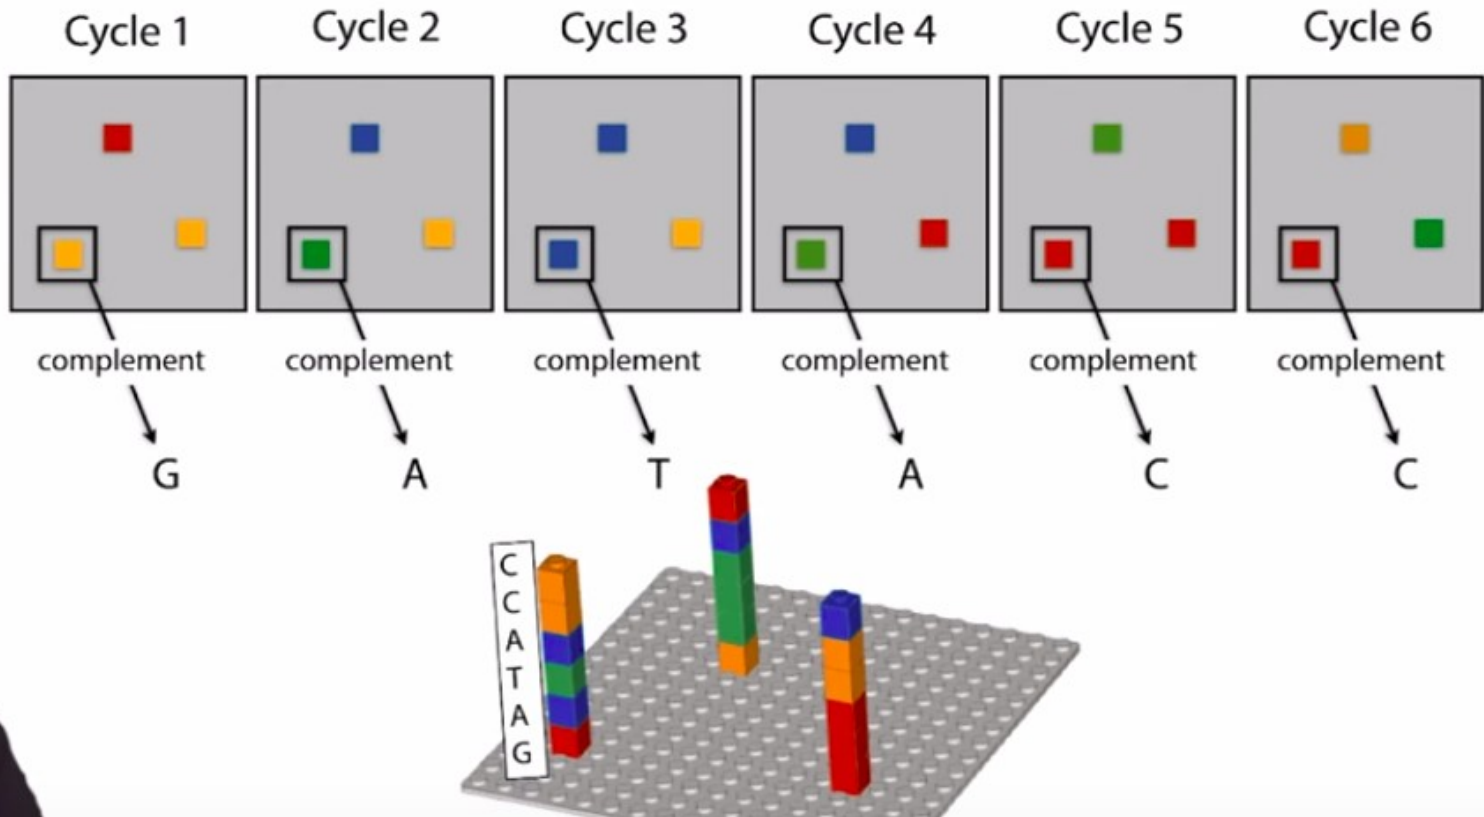 Cycle 1 Cycle 2 Cycle 3 Cycle 4 Cycle 5 Cycle 6
complement complement complement complement complement complement
G A T A C C
C
C
A
T
A
G